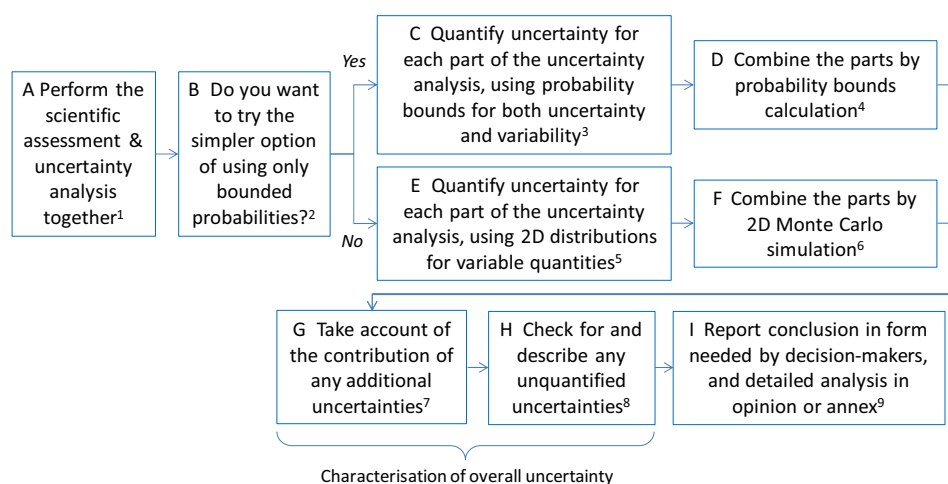 A Perform the
scientific
assessment &
uncertainty
analysis
together¹
B Do you want
to try the
simpler option
of using only
bounded
probabilities?²
Yes
No
C Quantify uncertainty for
each part of the uncertainty
analysis, using probability
bounds for both uncertainty
and variability³
D Combine the parts by
probability bounds
calculation⁴
E Quantify uncertainty for
each part of the uncertainty
analysis, using 2D distributions
for variable quantities⁵
F Combine the parts by
2D Monte Carlo
simulation⁶
G Take account of
the contribution of
any additional
uncertainties⁷
H Check for and
describe any
unquantified
uncertainties⁸
I Report conclusion in form
needed by decision-makers,
and detailed analysis in
opinion or annex⁹
Characterisation of overall uncertainty